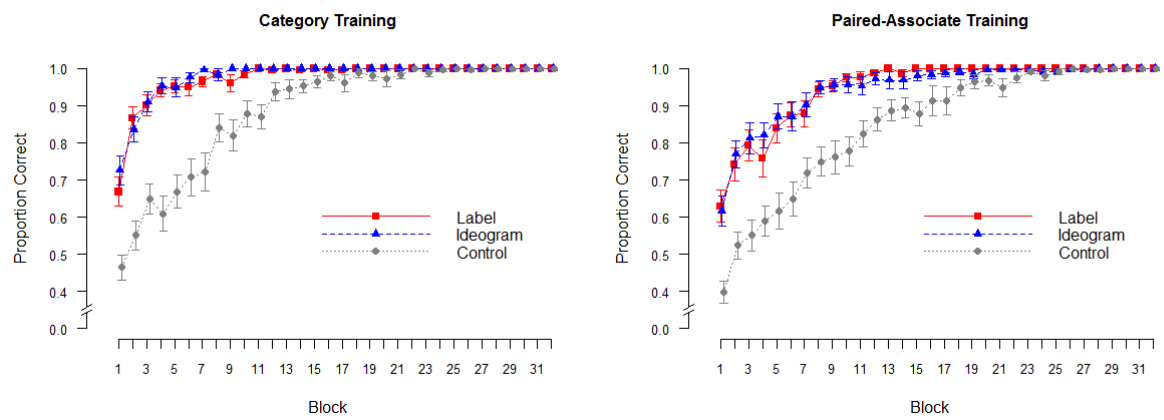 Category Training
Proportion Correct
1.0
0.9
0.8
0.7
0.6
0.5
0.4
0.0
Label
Ideogram
Control
1 3 5 7 9 11 13 15 17 19 21 23 25 27 29 31
Block
Paired-Associate Training
Proportion Correct
1.0
0.9
0.8
0.7
0.6
0.5
0.4
0.0
Label
Ideogram
Control
1 3 5 7 9 11 13 15 17 19 21 23 25 27 29 31
Block